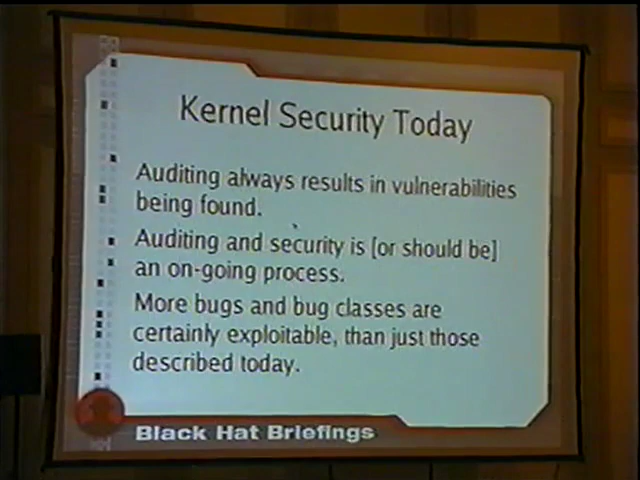 Kernel Security Today
Auditing always results in vulnerabilities
being found.
Auditing and security is [or should be]
an on-going process.
More bugs and bug classes are
certainly exploitable, than just those
described today.
Black Hat Briefings